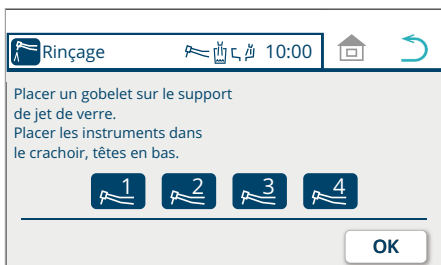 Rinçage 10:00
Placer un gobelet sur le support
de jet de verre.
Placer les instruments dans
le crachoir, têtes en bas.
1 2 3 4
OK